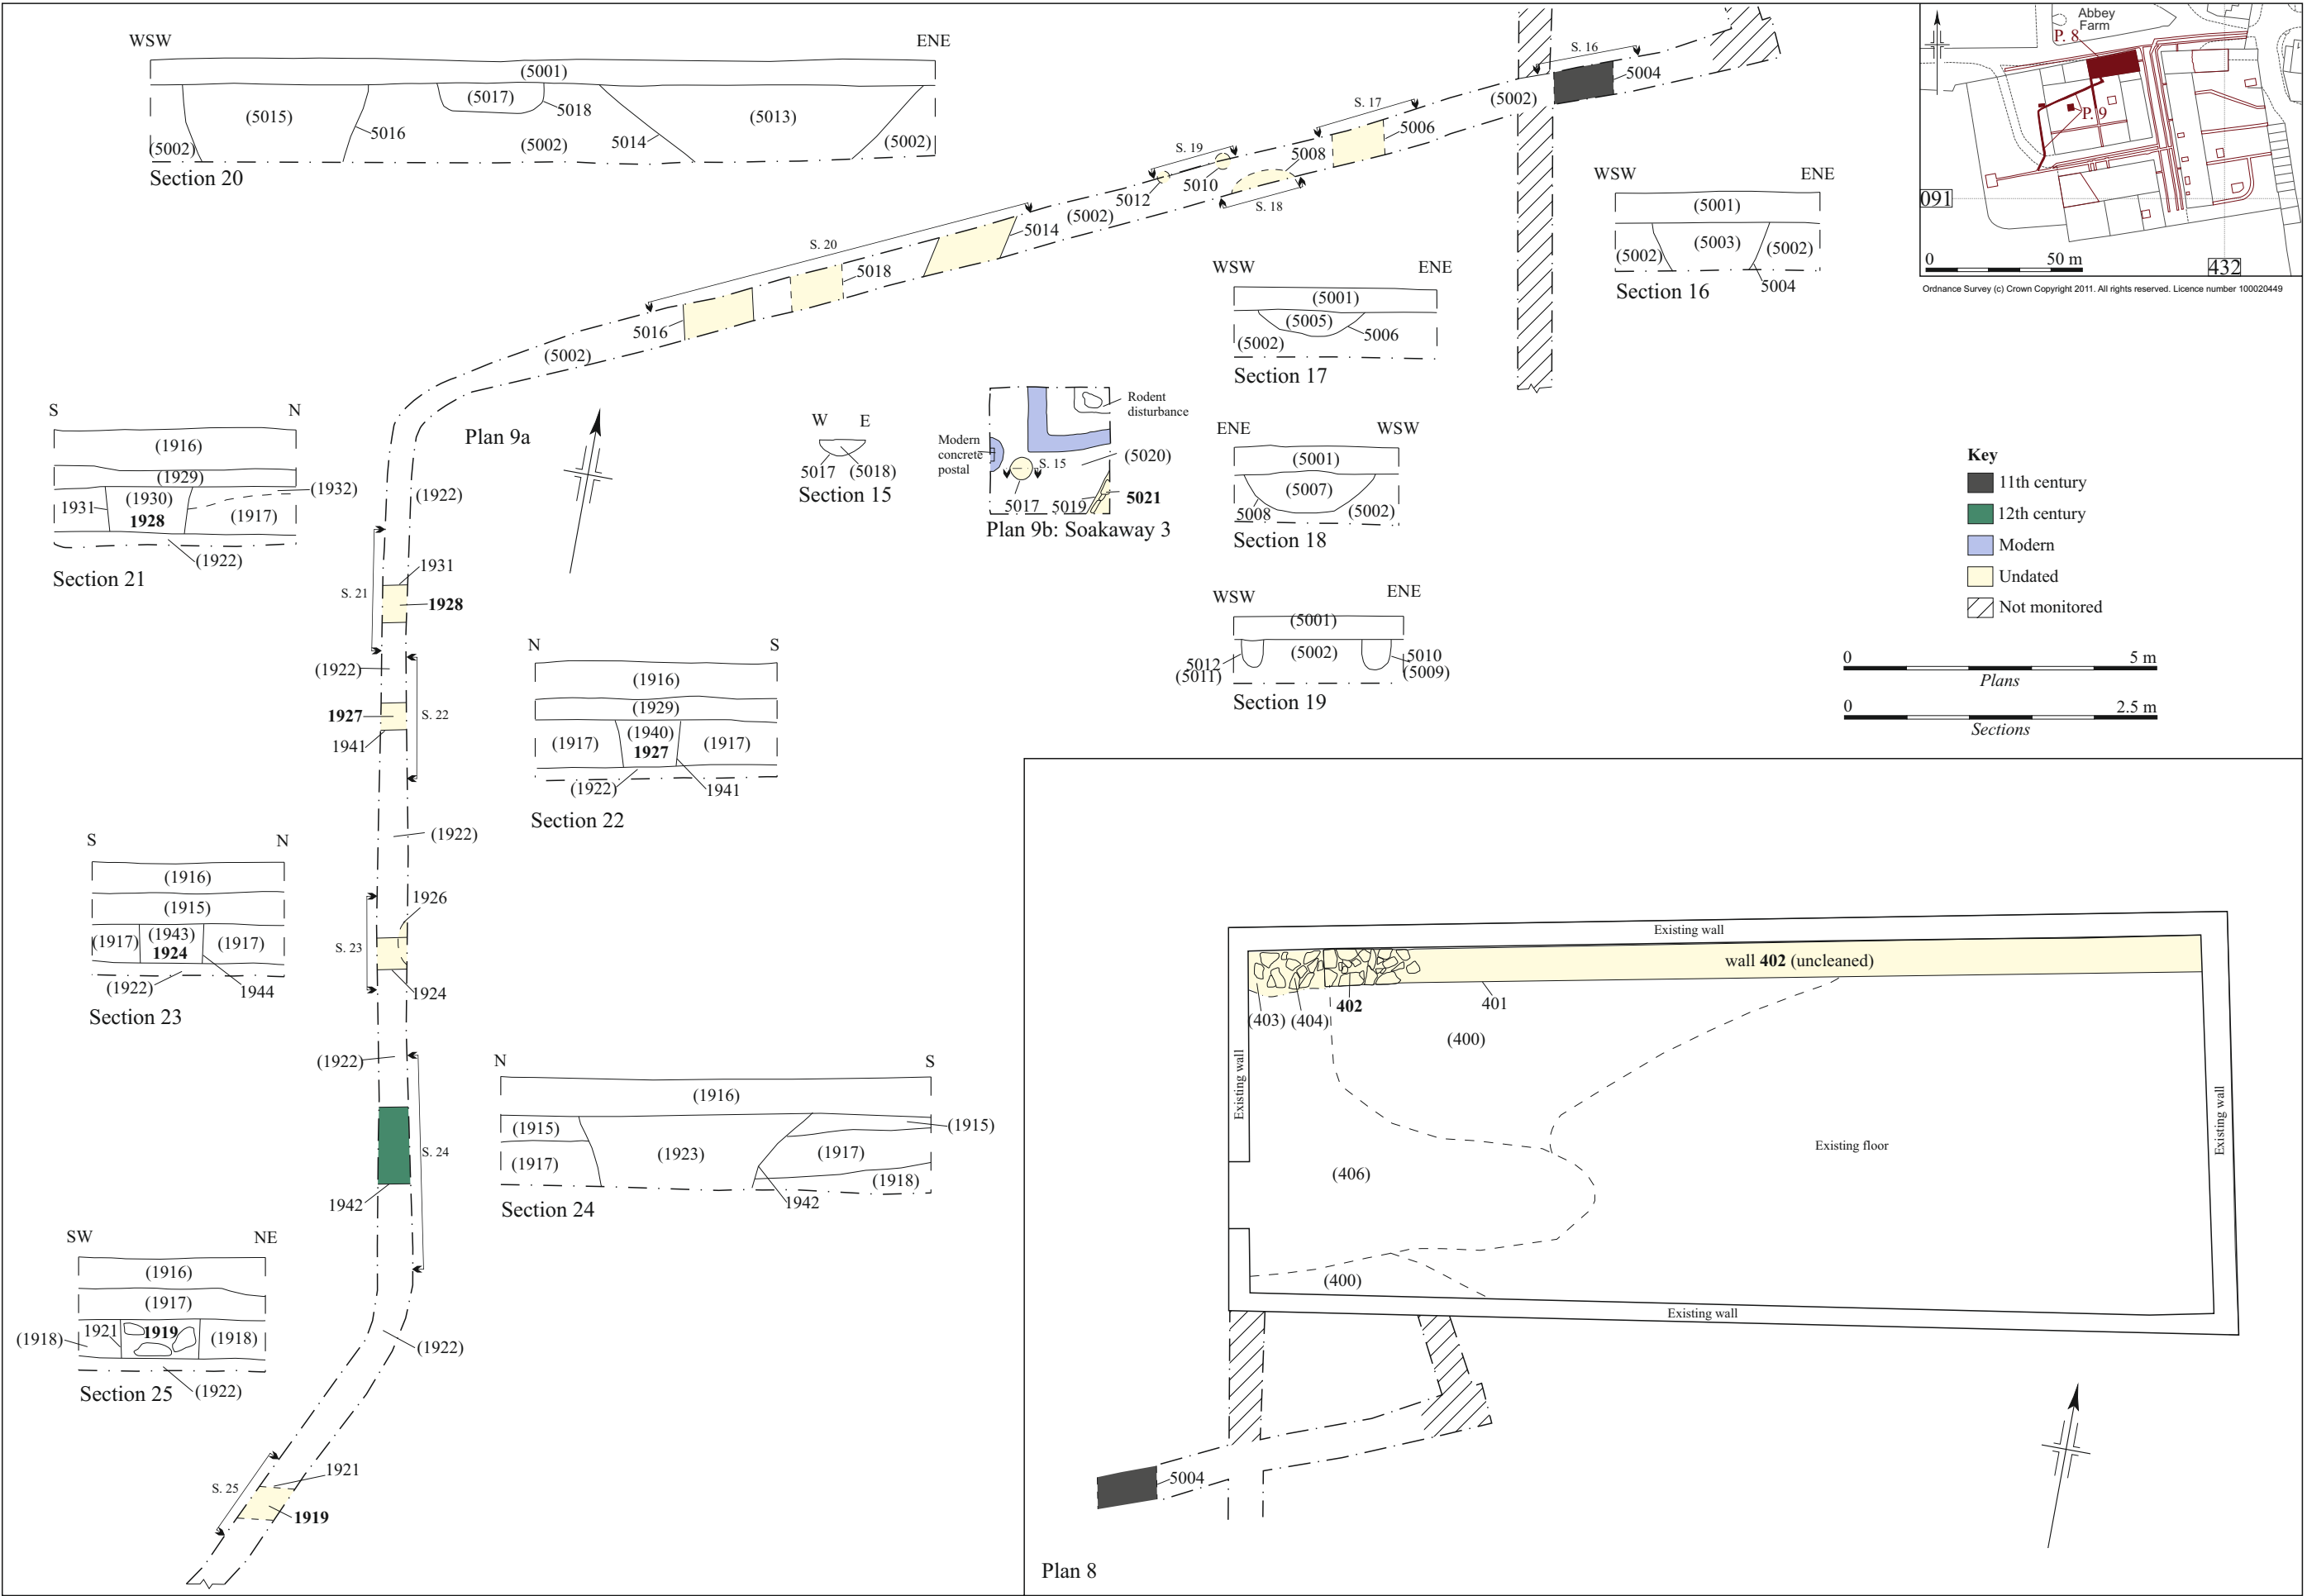 WSW
ENE
(5001)
(5015)
(5017)
5018
(5013)
5016
5014
(5002)
(5002)
(5002)
Section 20
S. 16
5004
(5002)
S. 17
5006
5008
S. 19
5010
5012
S. 18
(5002)
5014
S. 20
5018
5016
(5002)
Abbey
Farm
P. 8
P. 9
091
0
50 m
432
Ordnance Survey (c) Crown Copyright 2011. All rights reserved. Licence number 100020449
WSW
ENE
(5001)
(5002)
(5003)
(5002)
5004
Section 16
WSW
ENE
(5001)
(5005)
5006
(5002)
Section 17
S
N
(1916)
(1929)
(1930)
(1932)
1931
1928
(1917)
(1922)
Section 21
Plan 9a
(1922)
W
E
5017
(5018)
Section 15
Modern
concrete
postal
Rodent
disturbance
S. 15
(5020)
5017
5019
5021
Plan 9b: Soakaway 3
ENE
WSW
(5001)
(5007)
5008
(5002)
Section 18
Key
11th century
12th century
Modern
Undated
Not monitored
0
5 m
Plans
0
2.5 m
Sections
WSW
ENE
(5001)
(5002)
5012
(5011)
5010
(5009)
Section 19
1931
S. 21
1928
(1922)
1927
S. 22
1941
N
S
(1916)
(1929)
(1917)
(1940)
1927
(1917)
(1922)
1941
Section 22
(1922)
S
N
(1916)
(1915)
(1917)
(1943)
1924
(1917)
(1922)
1944
Section 23
1926
S. 23
1924
(1922)
S. 24
1942
N
S
(1916)
(1915)
(1915)
(1923)
(1917)
(1917)
(1918)
1942
Section 24
SW
NE
(1916)
(1917)
(1918)
1921
1919
(1918)
(1922)
Section 25
(1922)
1921
S. 25
1919
Existing wall
wall 402 (uncleaned)
(403)
(404)
402
401
(400)
Existing wall
Existing wall
Existing floor
(406)
(400)
Existing wall
5004
Plan 8